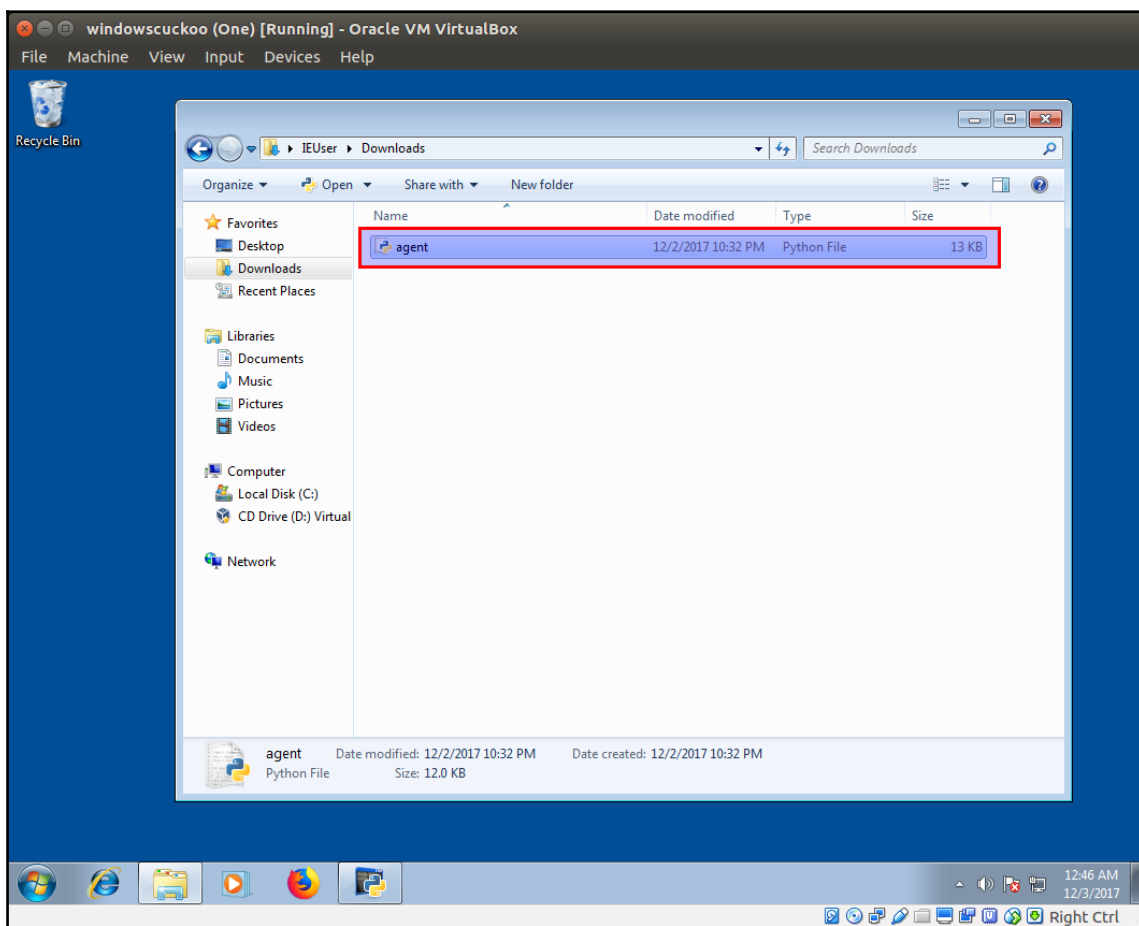 windowscuckoo (One) [Running] - Oracle VM VirtualBox
File Machine View Input Devices Help
Recycle Bin
IEUser Downloads
Search Downloads
Organize Open Share with New folder
Name Date modified Type Size
agent 12/2/2017 10:32 PM Python File 13 KB
Favorites
Desktop
Downloads
Recent Places
Libraries
Documents
Music
Pictures
Videos
Computer
Local Disk (C:)
CD Drive (D:) Virtual
Network
agent Date modified: 12/2/2017 10:32 PM Date created: 12/2/2017 10:32 PM
Python File Size: 12.0 KB
12:46 AM
12/3/2017
Right Ctrl